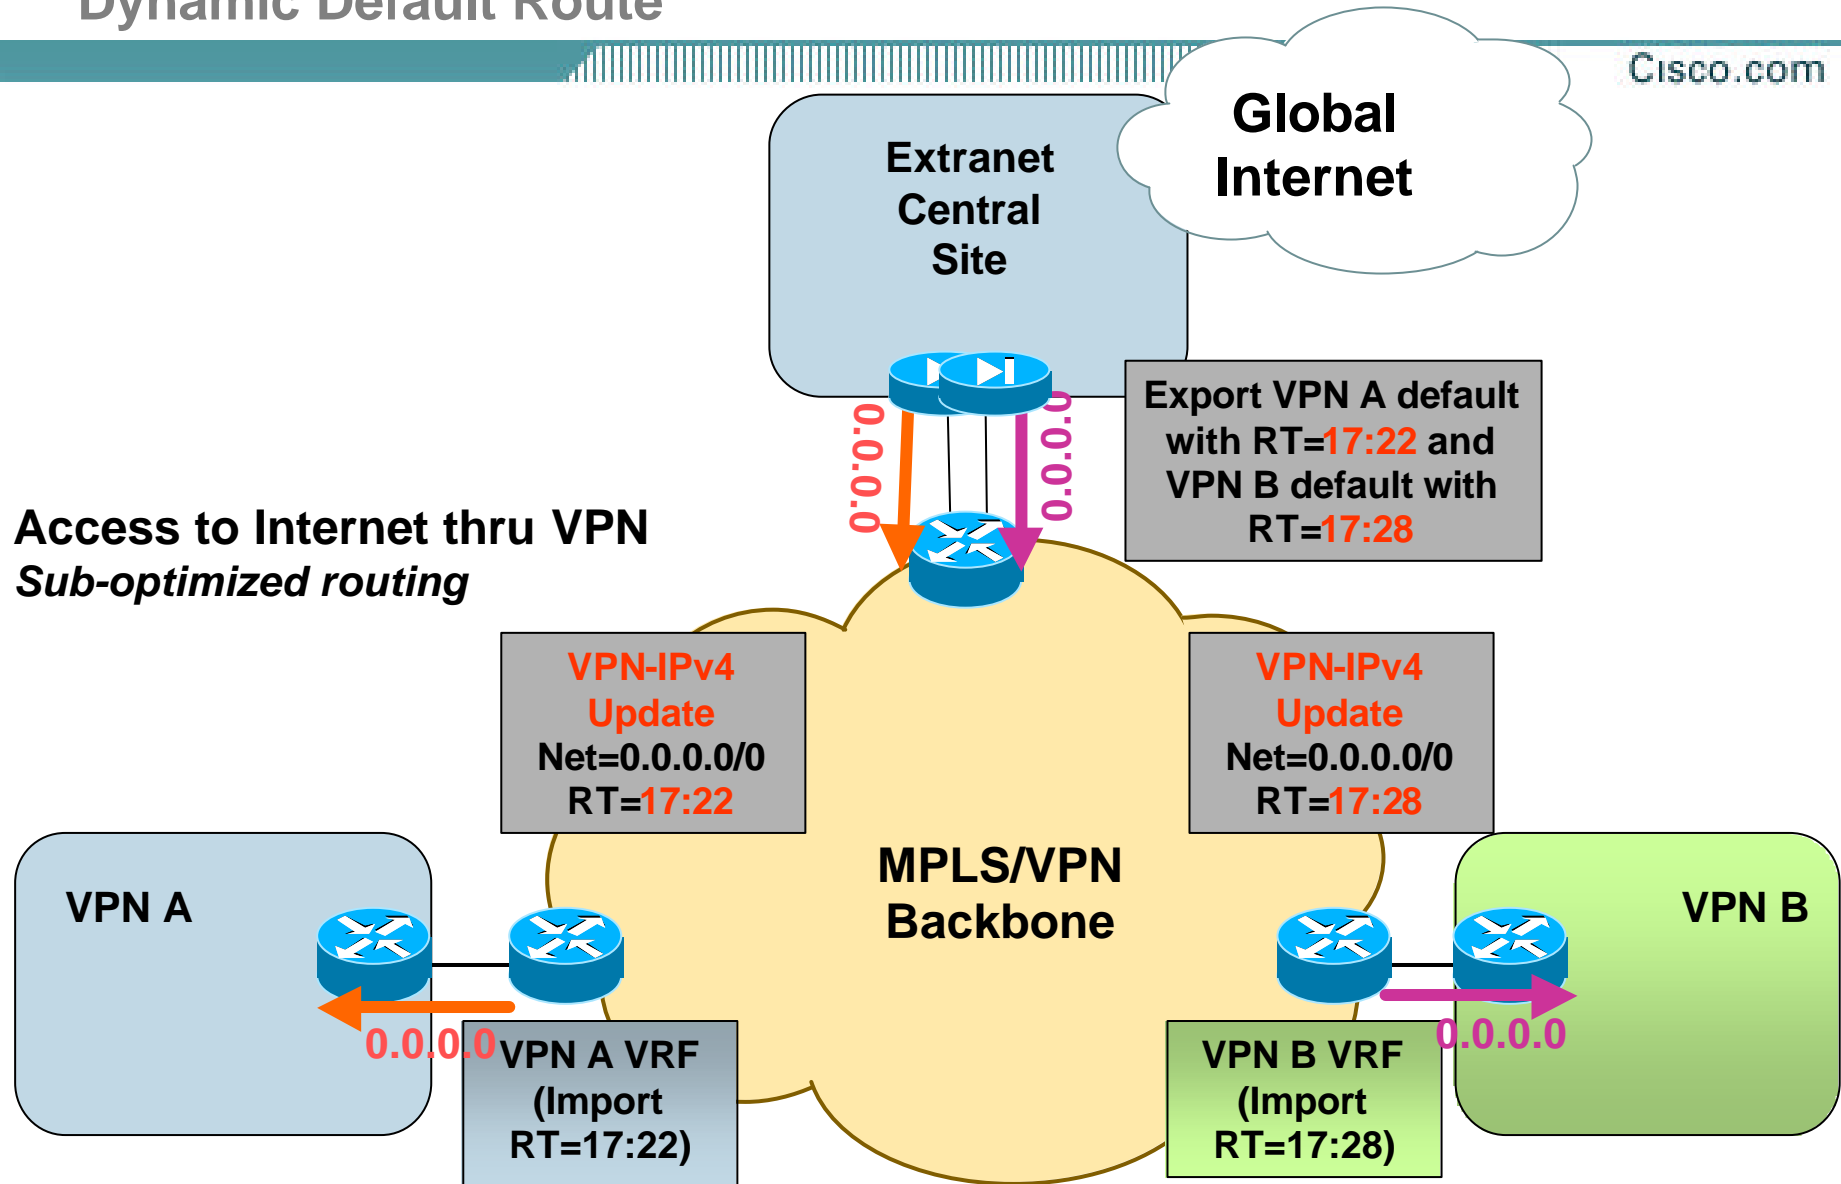 Dynamic Default Route
Cisco.com
Global
Internet
Extranet
Central
Site
0.0.0.0
0.0.0.0
Export VPN A default
with RT=17:22 and
VPN B default with
RT=17:28
Access to Internet thru VPN
Sub-optimized routing
VPN-IPv4
Update
Net=0.0.0.0/0
RT=17:22
VPN-IPv4
Update
Net=0.0.0.0/0
RT=17:28
MPLS/VPN
Backbone
VPN A
VPN B
0.0.0.0
0.0.0.0
VPN A VRF
(Import
RT=17:22)
VPN B VRF
(Import
RT=17:28)